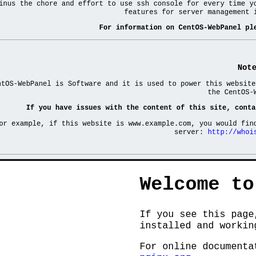 inus the chore and effort to use ssh console for every time yo
features for server management i
For information on CentOS-WebPanel ple
Note
ntOS-WebPanel is Software and it is used to power this website
the CentOS-W
If you have issues with the content of this site, conta
or example, if this website is www.example.com, you would find
server: http://whois
Welcome to
If you see this page,
installed and working
For online documentat